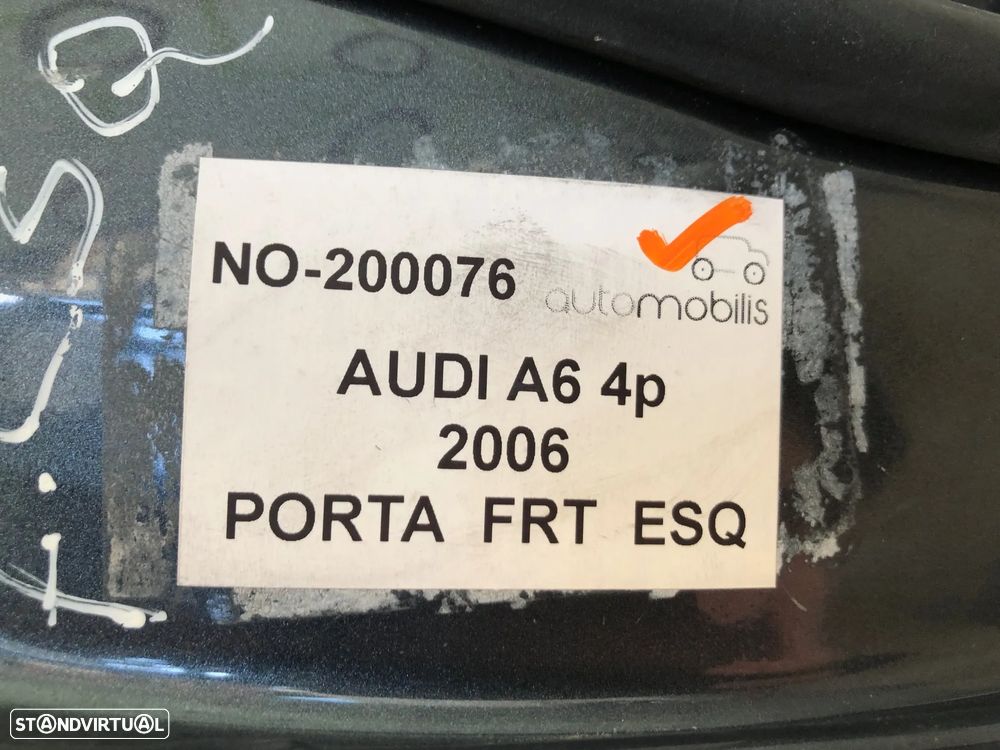 NO-200076
automobilis
AUDI A6 4p
2006
PORTA FRT ESQ
STANDVIRTUAL